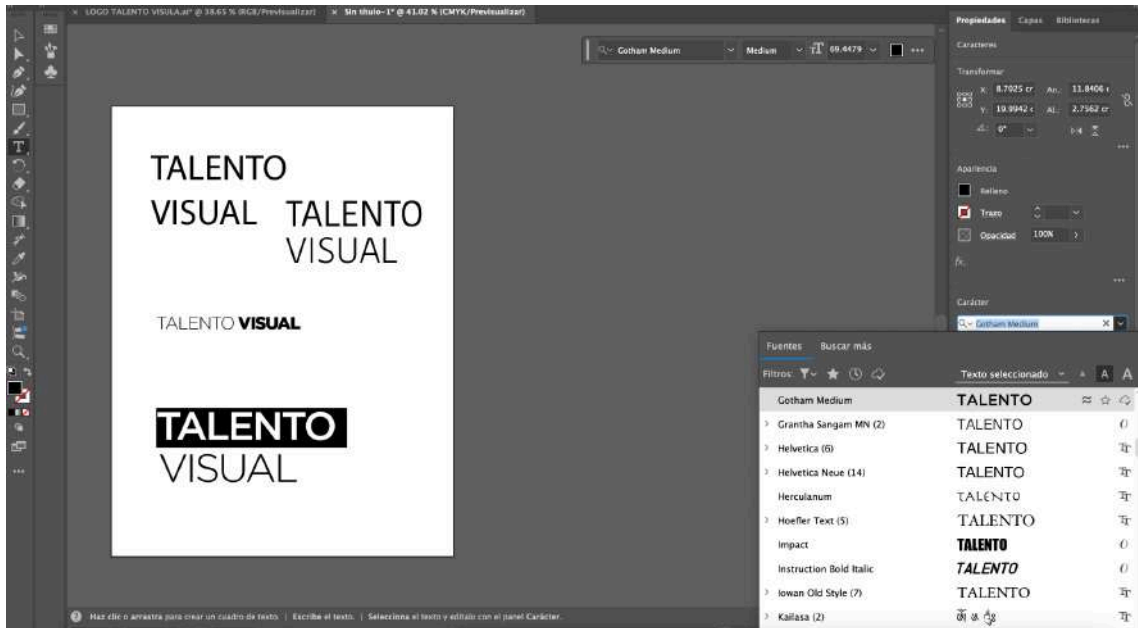 × LOGO TALENTO VISULA.ai* @ 38.65 % (RGB/Previsualizar)
× Sin título-1* @ 41.02 % (CMYK/Previsualizar)
Gotham Medium
Medium
69.4479
Propiedades Capas Bibliotecas
Caracteres
Transformar
X: 8.7025 cr An.: 11.8406 c
Y: 19.9942 c AL: 2.7562 cr
0°
Apariencia
Relleno
Trazo
Opacidad 100%
fx.
Carácter
Gotham Medium
TALENTO
VISUAL
TALENTO
VISUAL
TALENTO VISUAL
TALENTO
VISUAL
Fuentes Buscar más
Filtros: Texto seleccionado A A A
Gotham Medium TALENTO
Grantha Sangam MN (2) TALENTO
Helvetica (6) TALENTO
Helvetica Neue (14) TALENTO
Herculanum TALENTO
Hoefler Text (5) TALENTO
Impact TALENTO
Instruction Bold Italic TALENTO
Iowan Old Style (7) TALENTO
Kailasa (2)
Haz clic o arrastra para crear un cuadro de texto. | Escribe el texto. | Selecciona el texto y edítalo con el panel Carácter.